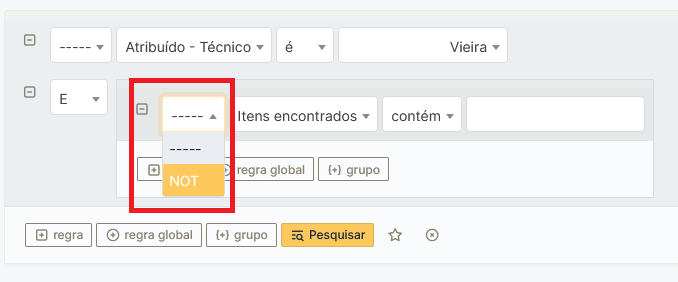 ----- Atribuído - Técnico é Vieira
E
----- Itens encontrados contém
-----
NOT
regra global {+} grupo
regra regra global {+} grupo Pesquisar